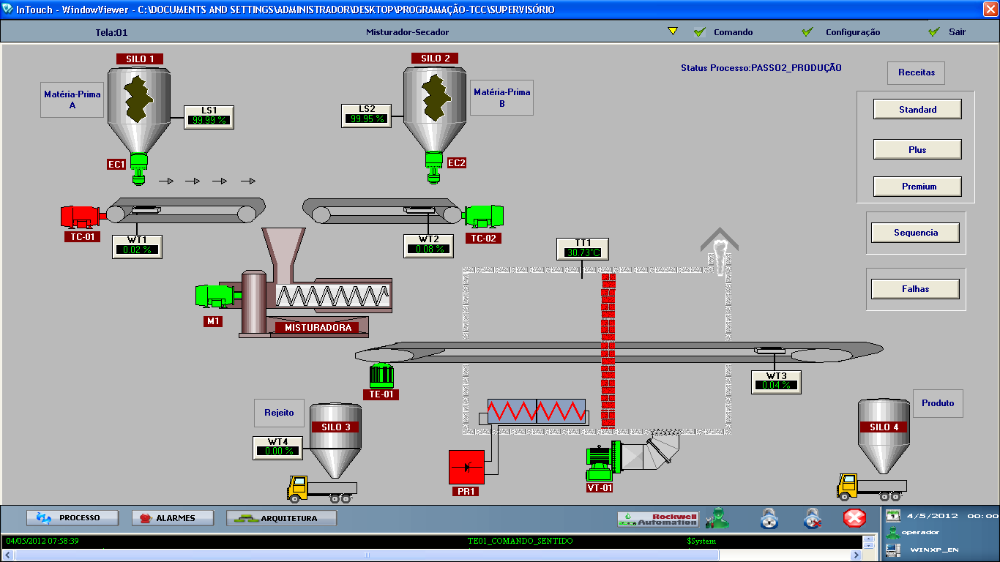 InTouch - WindowViewer - C:\DOCUMENTS AND SETTINGS\ADMINISTRADOR\DESKTOP\PROGRAMAÇÃO-TCC\SUPERVISÓRIO
Tela:01
Misturador-Secador
Comando
Configuração
Sair
SILO 1
SILO 2
Status Processo:PASSO2_PRODUÇÃO
Receitas
Matéria-Prima
A
LS1
99.99 %
LS2
99.95 %
Matéria-Prima
B
Standard
Plus
Premium
EC1
EC2
TC-01
WT1
0.02 %
WT2
0.08 %
TC-02
Sequencia
TT1
30.73°C
Falhas
M1
MISTURADORA
TE-01
WT3
0.04 %
Rejeito
SILO 3
WT4
0.00 %
PR1
VT-01
Produto
SILO 4
PROCESSO
ALARMES
ARQUITETURA
Rockwell
Automation
4/5/2012 00:00
operador
WINXP_EN
04/05/2012 07:58:39
TE01_COMANDO_SENTIDO
$System